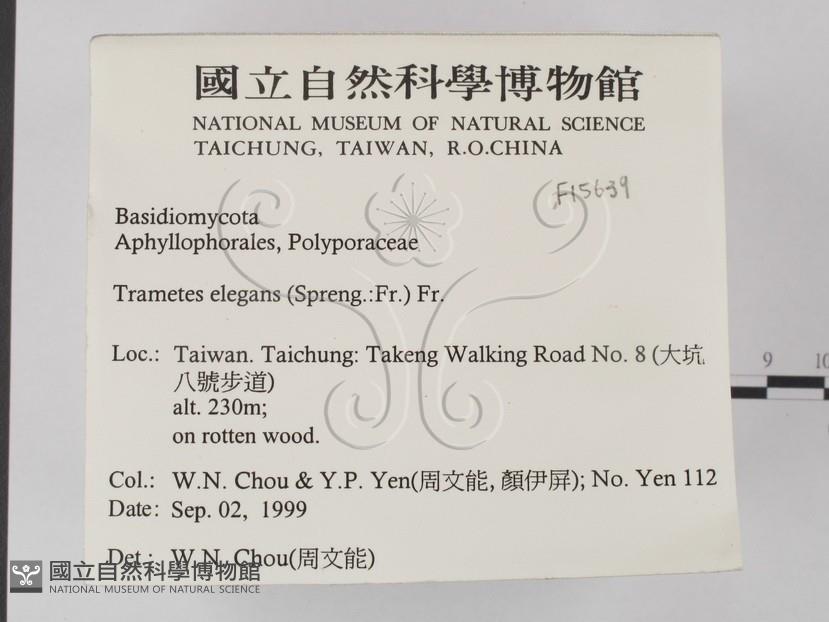 國立自然科學博物館
NATIONAL MUSEUM OF NATURAL SCIENCE
TAICHUNG, TAIWAN, R.O.CHINA
F15639
Basidiomycota
Aphyllophorales, Polyporaceae
Trametes elegans (Spreng.:Fr.) Fr.
Loc.: Taiwan. Taichung: Takeng Walking Road No. 8 (大坑
八號步道)
alt. 230m;
on rotten wood.
9 10
Col.: W.N. Chou & Y.P. Yen(周文能, 顏伊屏); No. Yen 112
Date: Sep. 02, 1999
Det.: W.N. Chou(周文能)
國立自然科學博物館
NATIONAL MUSEUM OF NATURAL SCIENCE